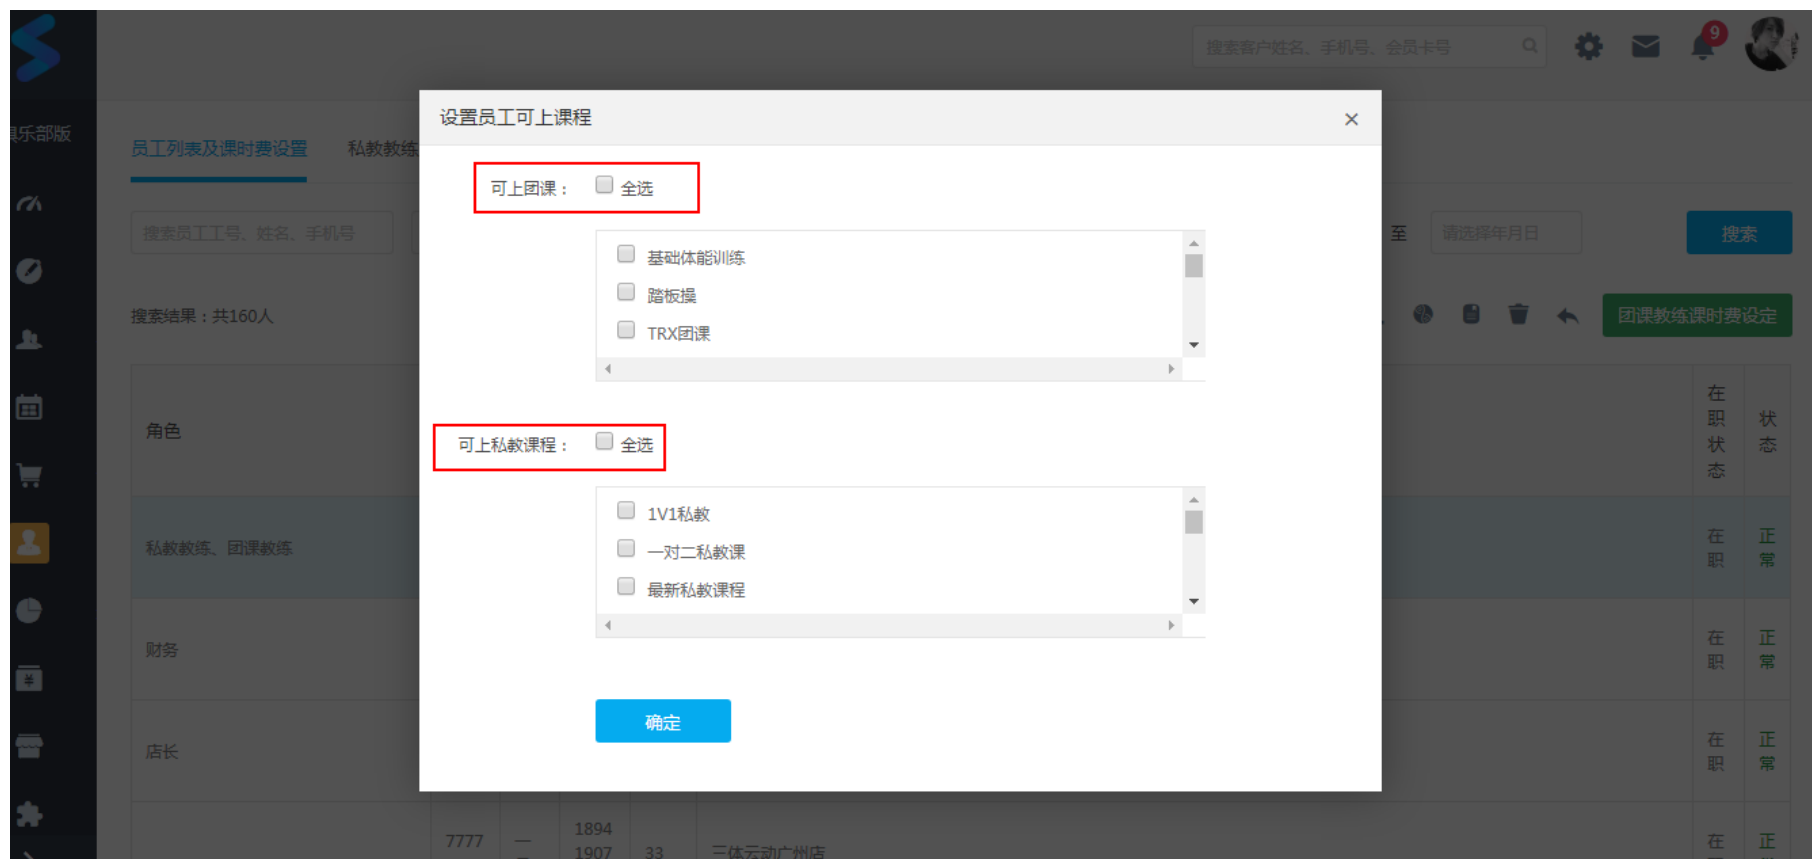 搜索客户姓名、手机号、会员卡号
9
设置员工可上课程
×
俱乐部版
员工列表及课时费设置
私教教练
可上团课：
全选
搜索员工工号、姓名、手机号
至
请选择年月日
搜索
基础体能训练
踏板操
TRX团课
搜索结果：共160人
团课教练课时费设定
角色
在职状态
状态
可上私教课程：
全选
1V1私教
一对二私教课
最新私教课程
私教教练、团课教练
在职
正常
财务
在职
正常
确定
店长
在职
正常
7777
一
1894
1907
33
三体云动广州店
在
正